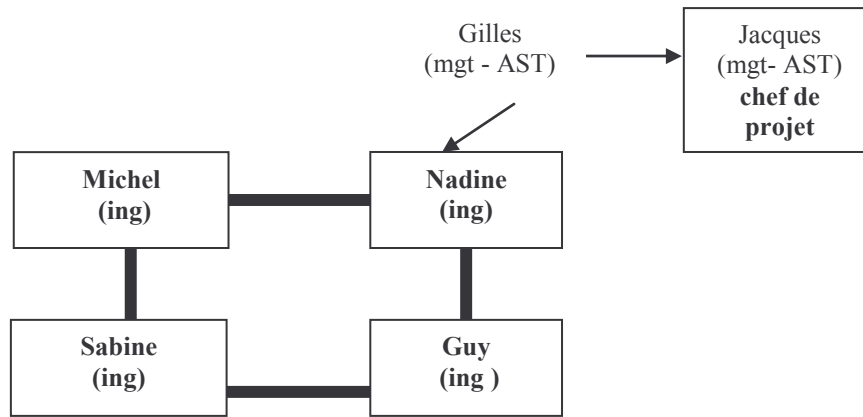 Gilles
(mgt - AST)
Jacques
(mgt- AST)
chef de
projet
Michel
(ing)
Nadine
(ing)
Sabine
(ing)
Guy
(ing )